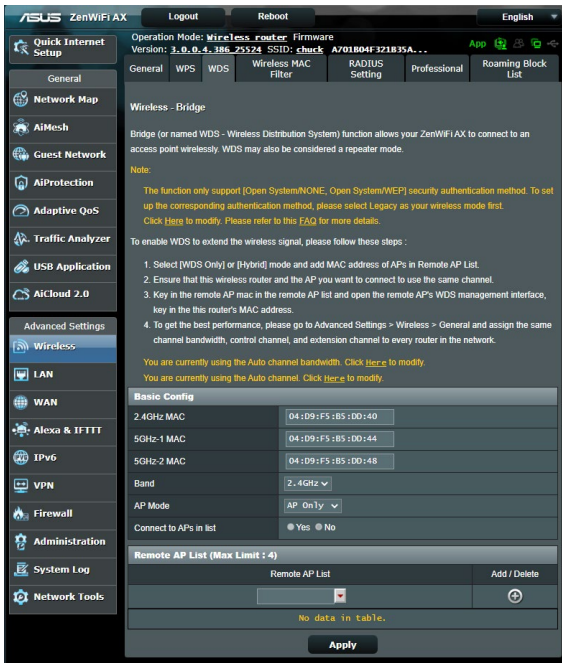 ASUS ZenWiFi AX Logout Reboot English
Quick Internet Setup
General
Network Map
AiMesh
Guest Network
AiProtection
Adaptive QoS
Traffic Analyzer
USB Application
AiCloud 2.0
Advanced Settings
Wireless
LAN
WAN
Alexa & IFTTT
IPv6
VPN
Firewall
Administration
System Log
Network Tools
Operation Mode: Wireless router Firmware
Version: 3.0.0.4.386_25524 SSID: chuck A701B04F321B35A... App
General WPS WDS Wireless MAC Filter RADIUS Setting Professional Roaming Block List
Wireless - Bridge
Bridge (or named WDS - Wireless Distribution System) function allows your ZenWiFi AX to connect to an
access point wirelessly. WDS may also be considered a repeater mode.
Note:
The function only support [Open System/NONE, Open System/WEP] security authentication method. To set
up the corresponding authentication method, please select Legacy as your wireless mode first.
Click Here to modify. Please refer to this FAQ for more details.
To enable WDS to extend the wireless signal, please follow these steps :
1. Select [WDS Only] or [Hybrid] mode and add MAC address of APs in Remote AP List.
2. Ensure that this wireless router and the AP you want to connect to use the same channel.
3. Key in the remote AP mac in the remote AP list and open the remote AP's WDS management interface,
key in the this router's MAC address.
4. To get the best performance, please go to Advanced Settings > Wireless > General and assign the same
channel bandwidth, control channel, and extension channel to every router in the network.
You are currently using the Auto channel bandwidth. Click Here to modify.
You are currently using the Auto channel. Click Here to modify.
Basic Config
2.4GHz MAC 04:D9:F5:B5:DD:40
5GHz-1 MAC 04:D9:F5:B5:DD:44
5GHz-2 MAC 04:D9:F5:B5:DD:48
Band 2.4GHz
AP Mode AP Only
Connect to APs in list Yes No
Remote AP List (Max Limit : 4)
Remote AP List Add / Delete
No data in table.
Apply